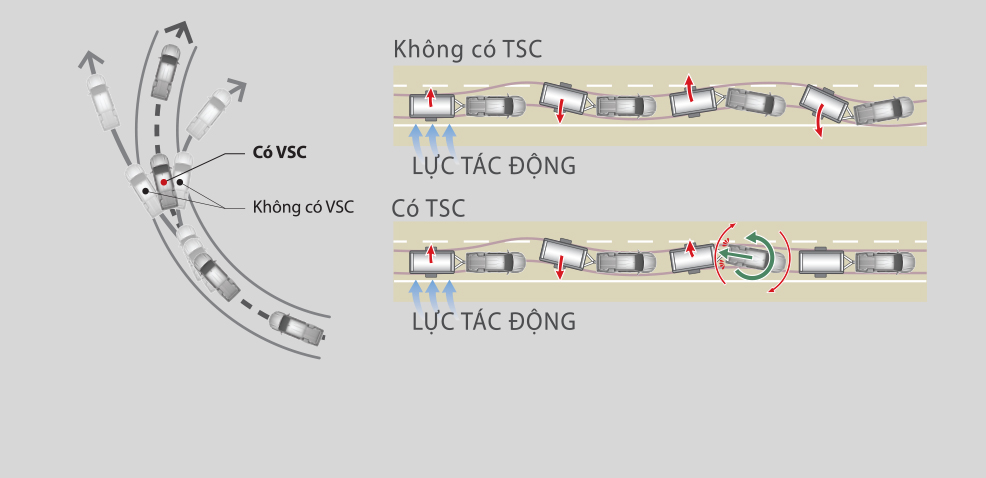 Có VSC
Không có VSC
Không có TSC
LỰC TÁC ĐỘNG
Có TSC
LỰC TÁC ĐỘNG